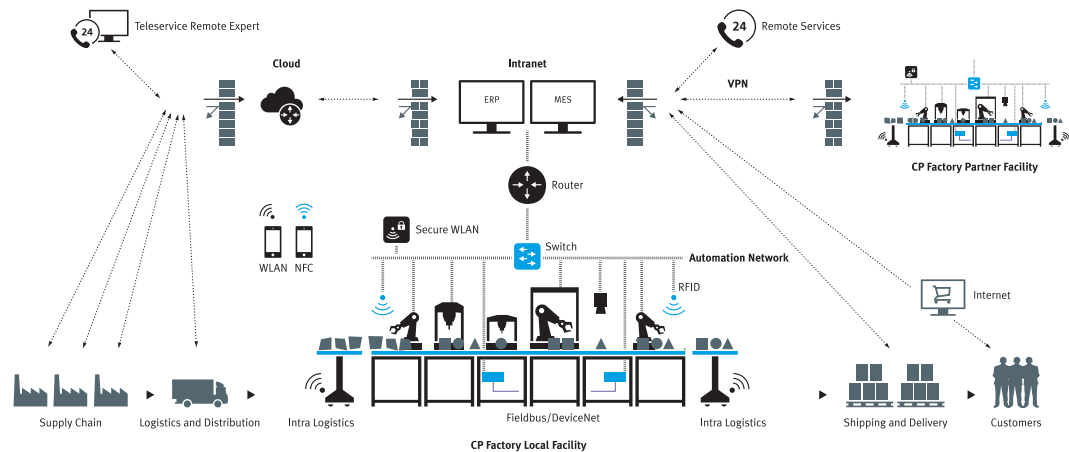 24
Teleservice Remote Expert
24
Remote Services
Cloud
Intranet
VPN
ERP
MES
CP Factory Partner Facility
Router
Secure WLAN
Switch
WLAN
NFC
Automation Network
RFID
Internet
Supply Chain
Logistics and Distribution
Intra Logistics
Fieldbus/DeviceNet
Intra Logistics
Shipping and Delivery
Customers
CP Factory Local Facility